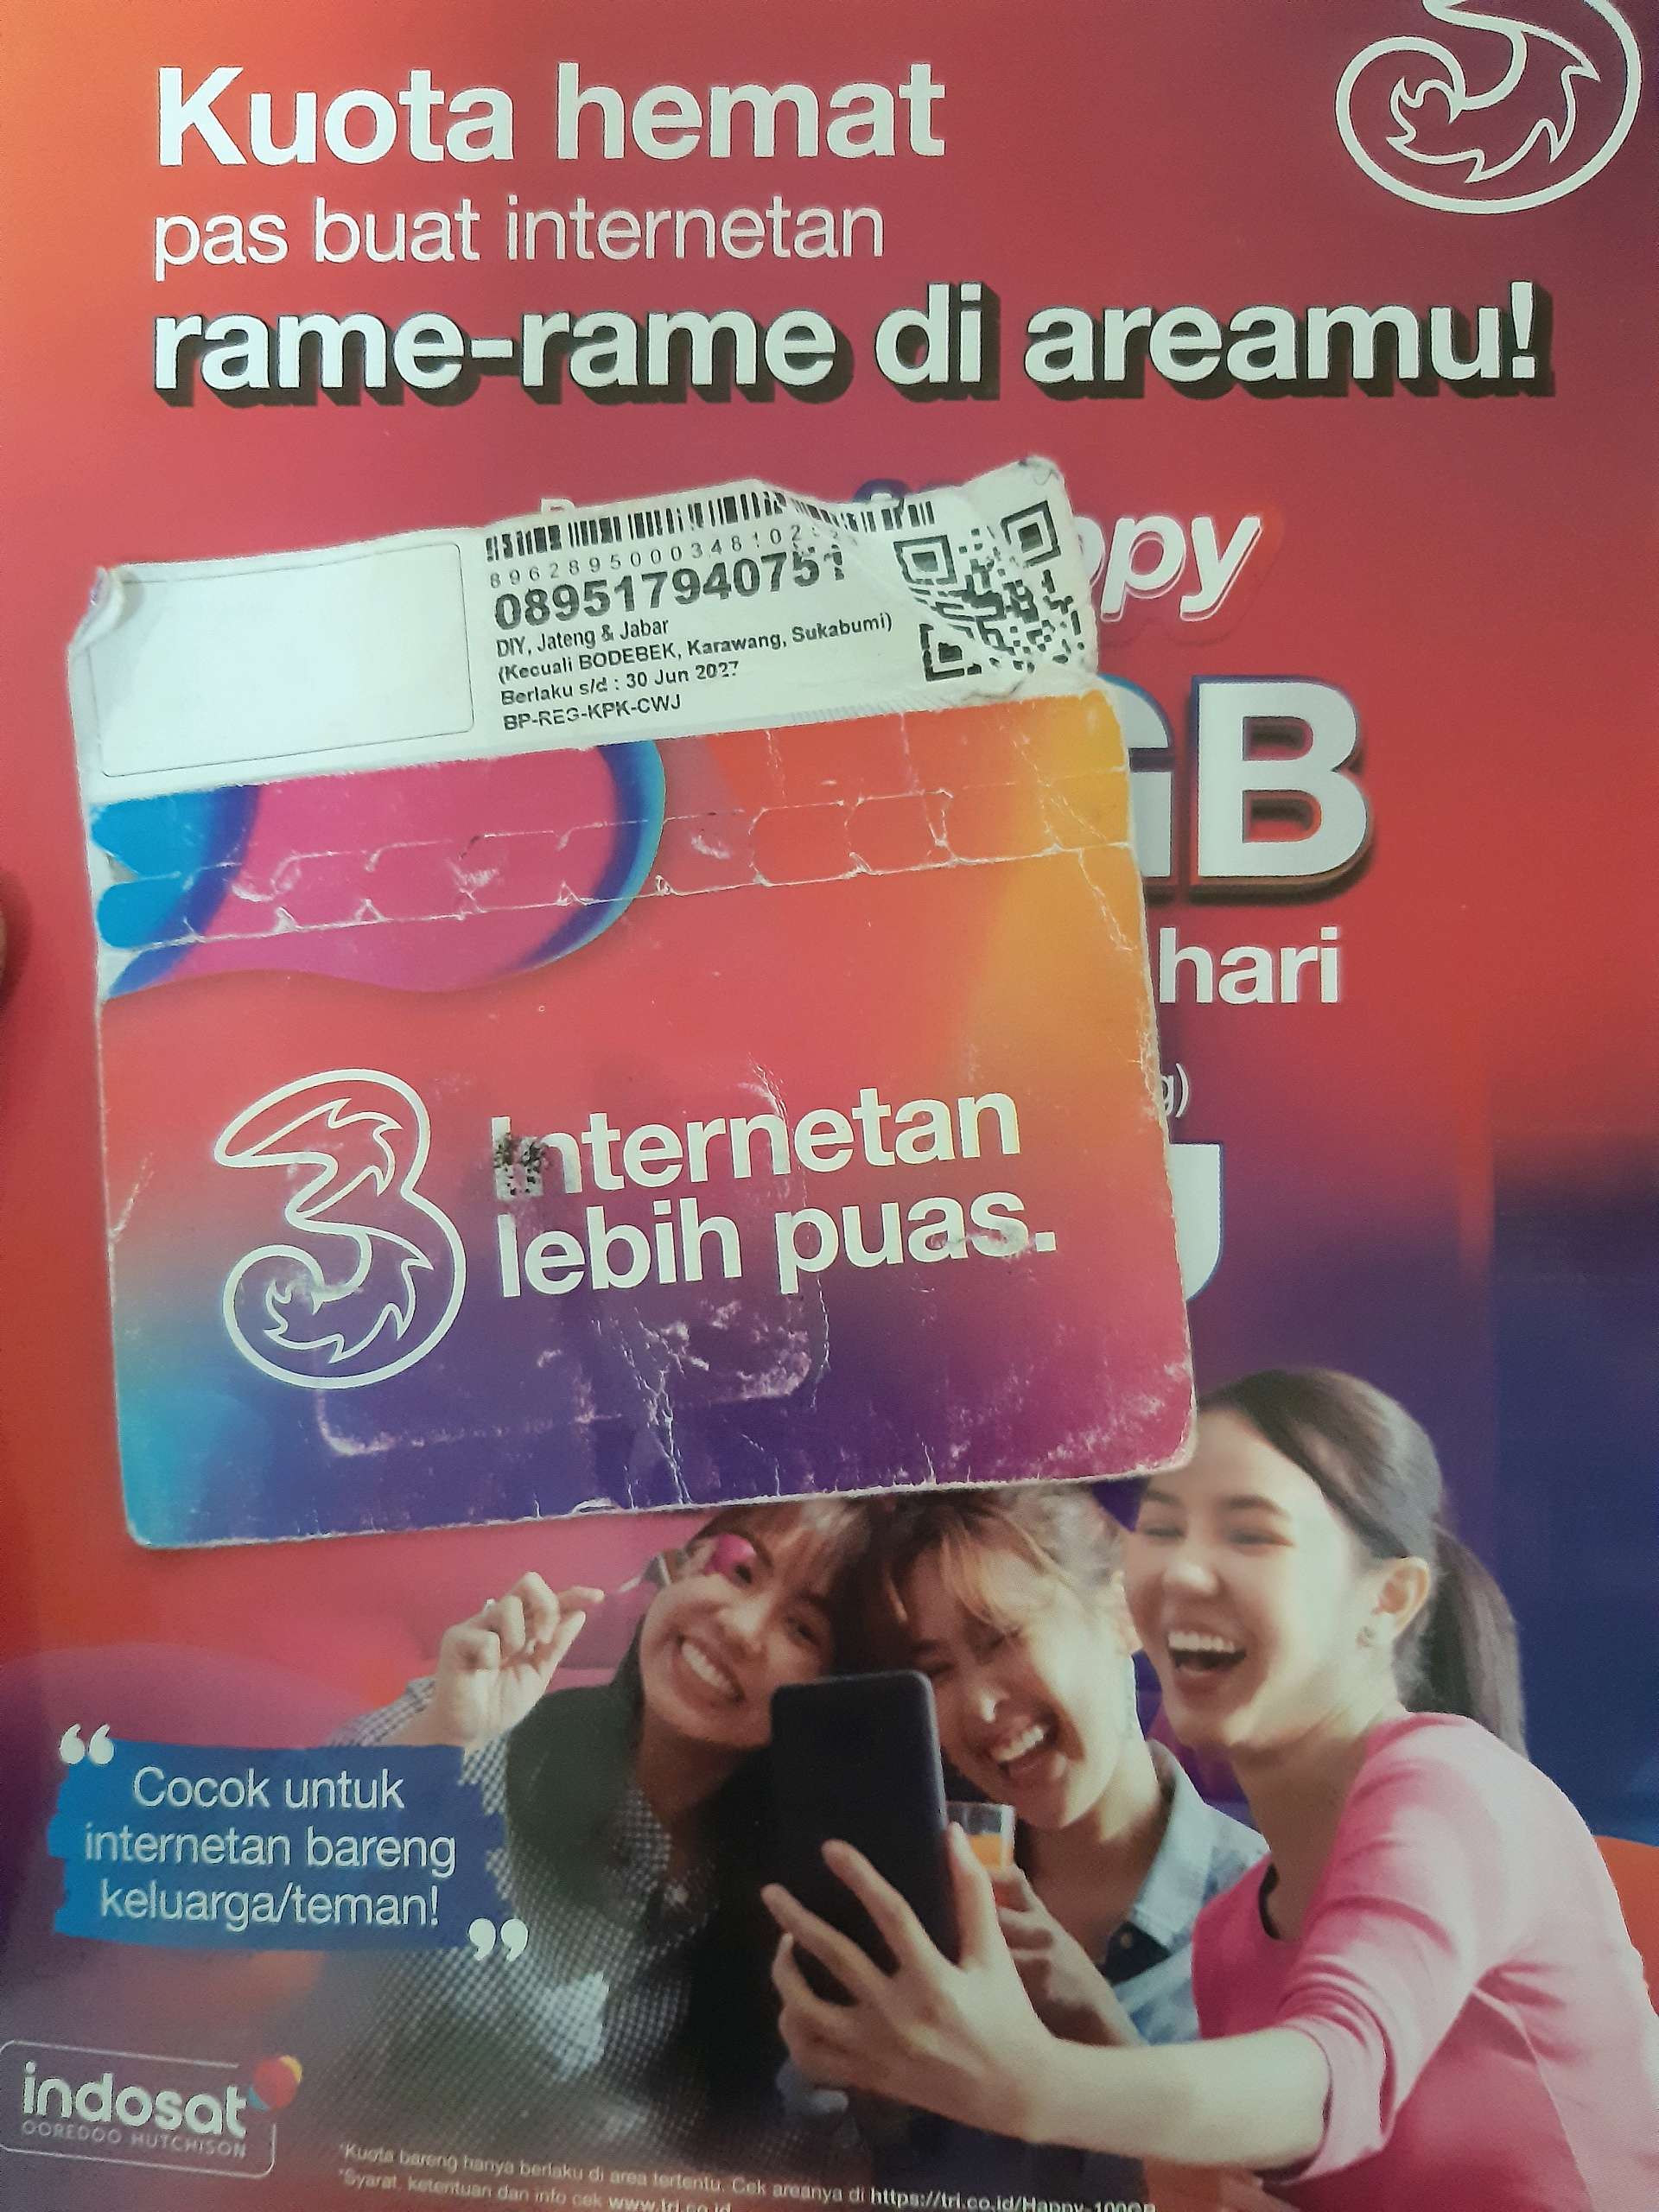 Kuota hemat
pas buat internetan
rame-rame di areamu!
ppy
0895179407
DIY, Jateng & Jabar
(Kecuali BODEBEK, Karawang, Sukabumi)
Berlaku s/d : 30 Jun 2027
BP-REG-KPK-CWJ
GB
hari
g)
3 Internetan
lebih puas.
“ Cocok untuk
internetan bareng
keluarga/teman! ”
indosat
OOREDOO HUTCHISON
*Kuota bareng hanya berlaku di area tertentu. Cek areanya di https://tri.co.id/Happy-100GB
*Syarat, ketentuan dan info cek www.tri.co.id